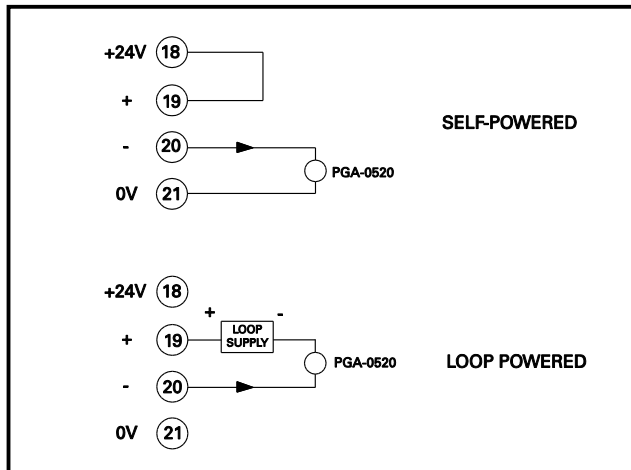 +24V 18
+ 19
SELF-POWERED
- 20
PGA-0520
0V 21
+24V 18
+ -
+ 19 LOOP
SUPPLY
PGA-0520 LOOP POWERED
- 20
0V 21